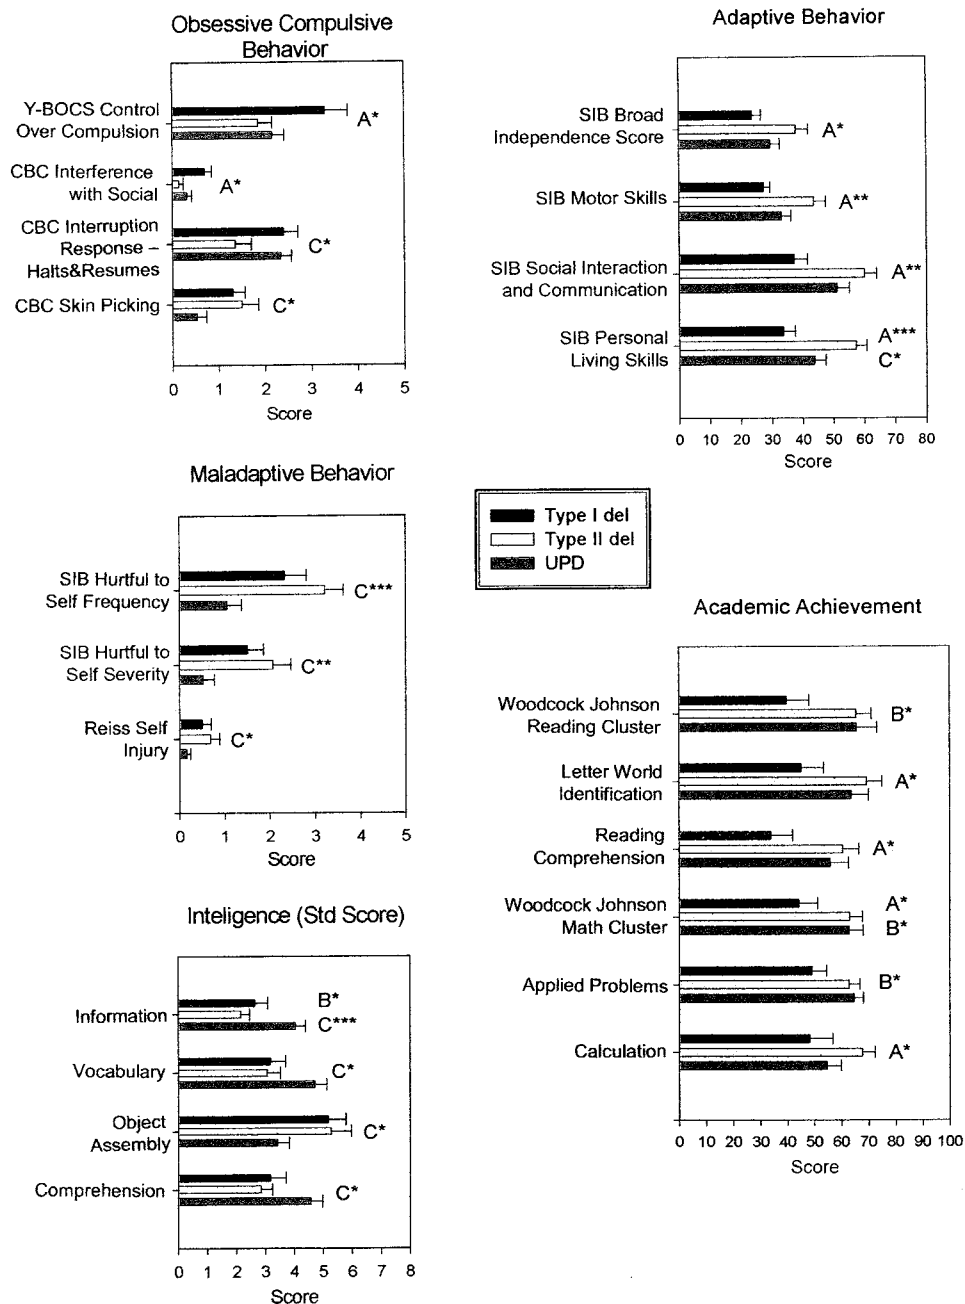 Obsessive Compulsive
Behavior
Y-BOCS Control
Over Compulsion
A*
CBC Interference
with Social
A*
CBC Interruption
Response –
Halts&Resumes
C*
CBC Skin Picking
C*
0 1 2 3 4 5
Score
Adaptive Behavior
SIB Broad
Independence Score
A*
SIB Motor Skills
A**
SIB Social Interaction
and Communication
A**
SIB Personal
Living Skills
A***
C*
0 10 20 30 40 50 60 70 80
Score
Maladaptive Behavior
SIB Hurtful to
Self Frequency
C***
SIB Hurtful to
Self Severity
C**
Reiss Self
Injury
C*
0 1 2 3 4 5
Score
Type I del
Type II del
UPD
Academic Achievement
Woodcock Johnson
Reading Cluster
B*
Letter World
Identification
A*
Reading
Comprehension
A*
Woodcock Johnson
Math Cluster
A*
B*
Applied Problems
B*
Calculation
A*
0 10 20 30 40 50 60 70 80 90 100
Score
Inteligence (Std Score)
Information
B*
C***
Vocabulary
C*
Object
Assembly
C*
Comprehension
C*
0 1 2 3 4 5 6 7 8
Score